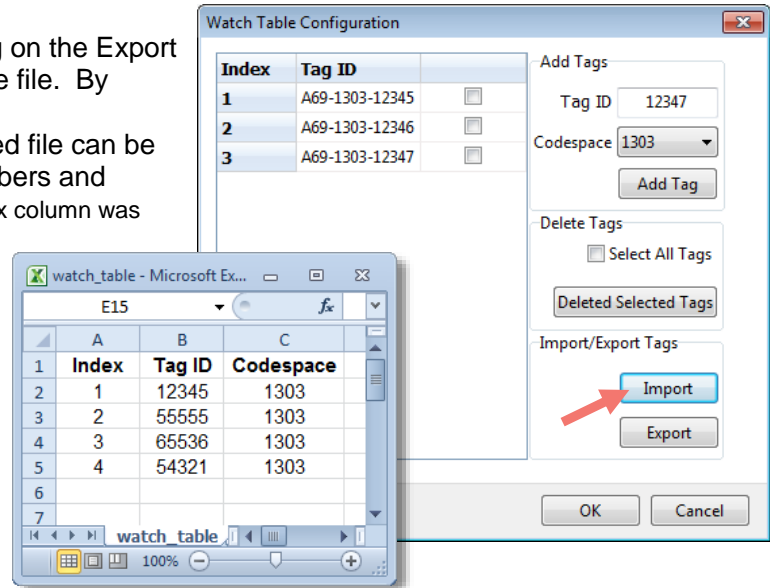 g on the Export
e file. By
ed file can be
bers and
x column was
Watch Table Configuration
Index Tag ID
1 A69-1303-12345
2 A69-1303-12346
3 A69-1303-12347
Add Tags
Tag ID 12347
Codespace 1303
Add Tag
Delete Tags
Select All Tags
Deleted Selected Tags
Import/Export Tags
Import
Export
OK Cancel
watch_table - Microsoft Ex...
E15 fx
A B C
1 Index Tag ID Codespace
2 1 12345 1303
3 2 55555 1303
4 3 65536 1303
5 4 54321 1303
6
7
watch_table
100%